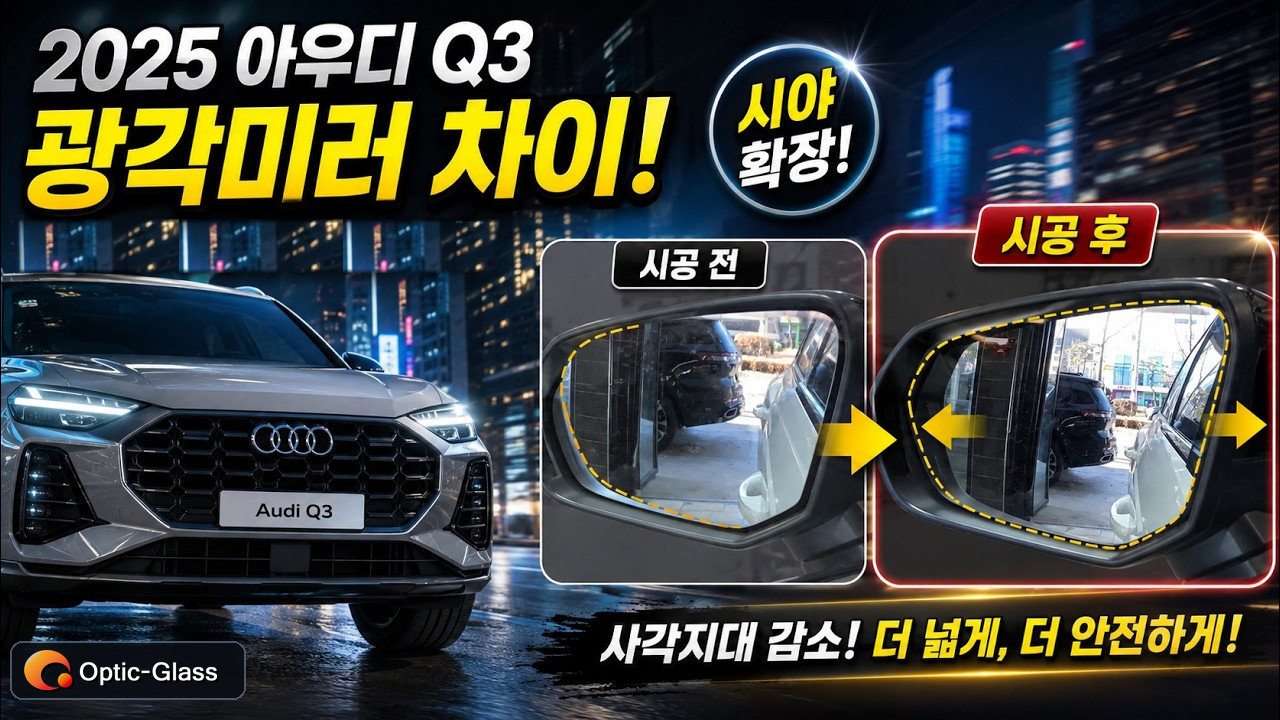 2025 아우디 Q3
광각미러 차이!
시야
확장!
시공 전
시공 후
Audi Q3
사각지대 감소! 더 넓게, 더 안전하게!
Optic-Glass